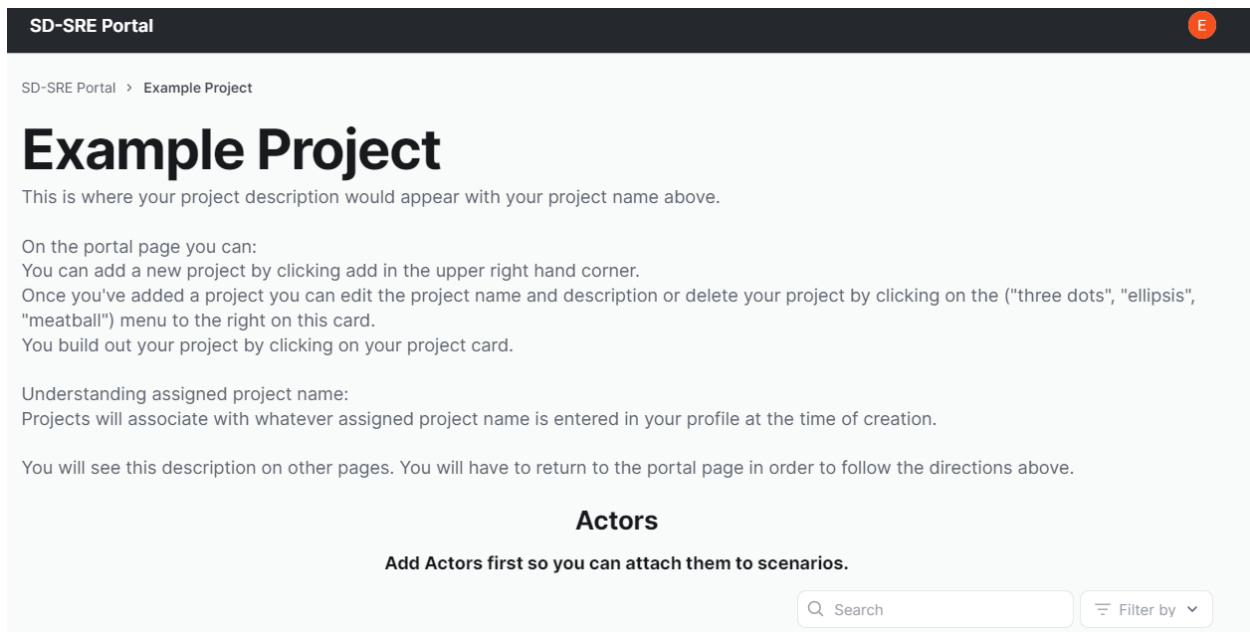 SD-SRE Portal
E
SD-SRE Portal > Example Project
Example Project
This is where your project description would appear with your project name above.
On the portal page you can:
You can add a new project by clicking add in the upper right hand corner.
Once you've added a project you can edit the project name and description or delete your project by clicking on the ("three dots", "ellipsis",
"meatball") menu to the right on this card.
You build out your project by clicking on your project card.
Understanding assigned project name:
Projects will associate with whatever assigned project name is entered in your profile at the time of creation.
You will see this description on other pages. You will have to return to the portal page in order to follow the directions above.
Actors
Add Actors first so you can attach them to scenarios.
Search
Filter by